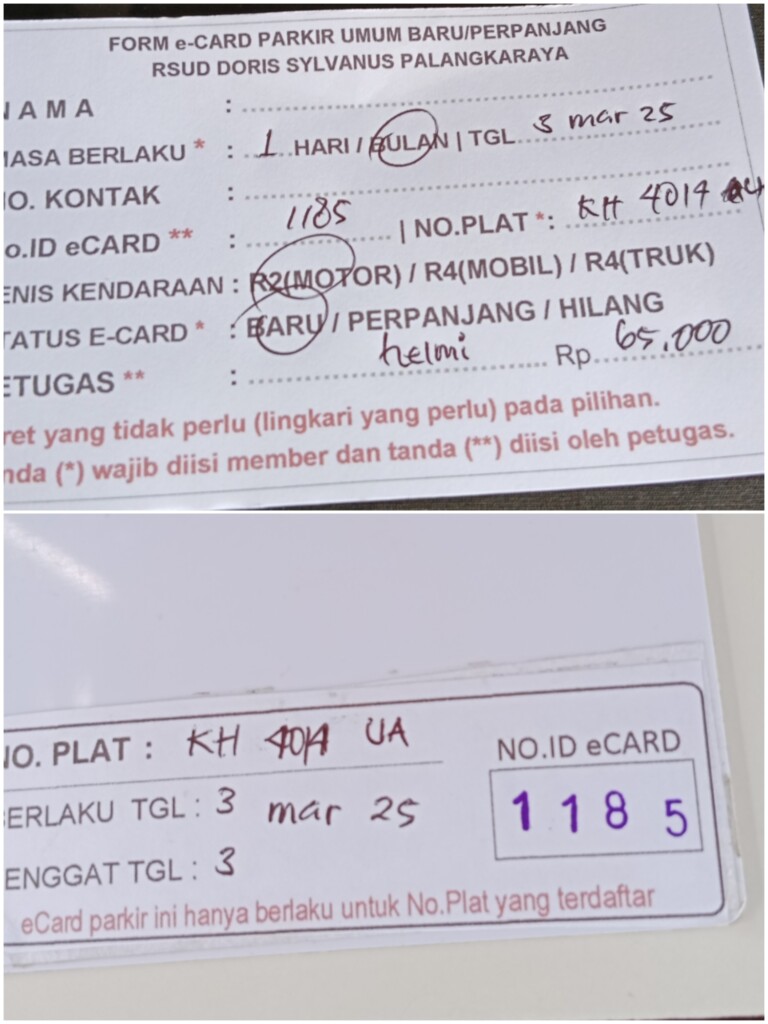 FORM e-CARD PARKIR UMUM BARU/PERPANJANG
RSUD DORIS SYLVANUS PALANGKARAYA
NAMA :
MASA BERLAKU * : 1 HARI / BULAN | TGL 3 mar 25
NO. KONTAK :
No.ID eCARD ** : 1185 | NO.PLAT * : KH 4014
JENIS KENDARAAN : R2(MOTOR) / R4(MOBIL) / R4(TRUK)
STATUS E-CARD * : BARU / PERPANJANG / HILANG
PETUGAS ** : helmi Rp 65.000
ret yang tidak perlu (lingkari yang perlu) pada pilihan.
nda (*) wajib diisi member dan tanda (**) diisi oleh petugas.
NO. PLAT : KH 4014 UA
NO.ID eCARD
BERLAKU TGL : 3 mar 25
1185
TENGGAT TGL : 3
eCard parkir ini hanya berlaku untuk No.Plat yang terdaftar